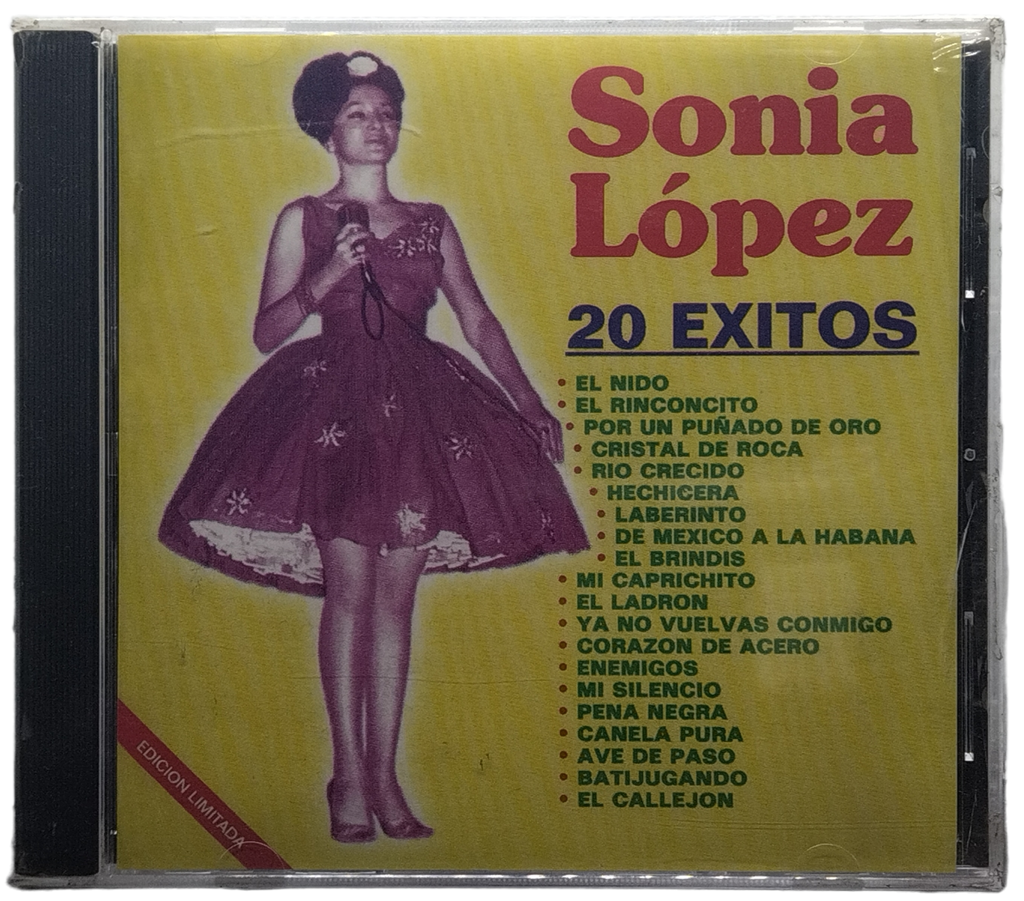 Sonia
López
20 EXITOS
• EL NIDO
• EL RINCONCITO
• POR UN PUÑADO DE ORO
• CRISTAL DE ROCA
• RIO CRECIDO
• HECHICERA
• LABERINTO
• DE MEXICO A LA HABANA
• EL BRINDIS
• MI CAPRICHITO
• EL LADRON
• YA NO VUELVAS CONMIGO
• CORAZON DE ACERO
• ENEMIGOS
• MI SILENCIO
• PENA NEGRA
• CANELA PURA
• AVE DE PASO
• BATIJUGANDO
• EL CALLEJON
EDICION LIMITADA